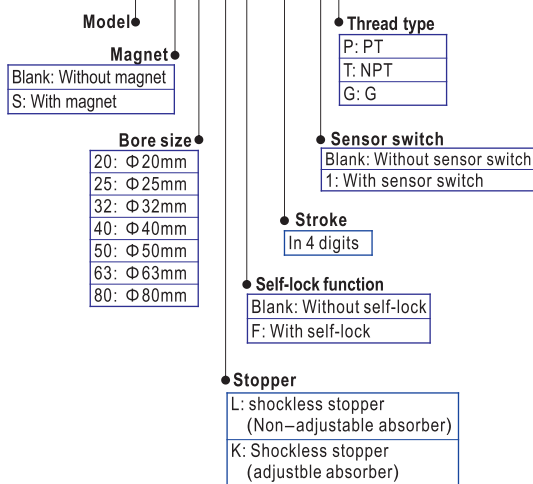 Model
Thread type
P: PT
T: NPT
G: G
Magnet
Blank: Without magnet
S: With magnet
Bore size
20: Φ20mm
25: Φ25mm
32: Φ32mm
40: Φ40mm
50: Φ50mm
63: Φ63mm
80: Φ80mm
Sensor switch
Blank: Without sensor switch
1: With sensor switch
Stroke
In 4 digits
Self-lock function
Blank: Without self-lock
F: With self-lock
Stopper
L: shockless stopper
(Non–adjustable absorber)
K: Shockless stopper
(adjustble absorber)